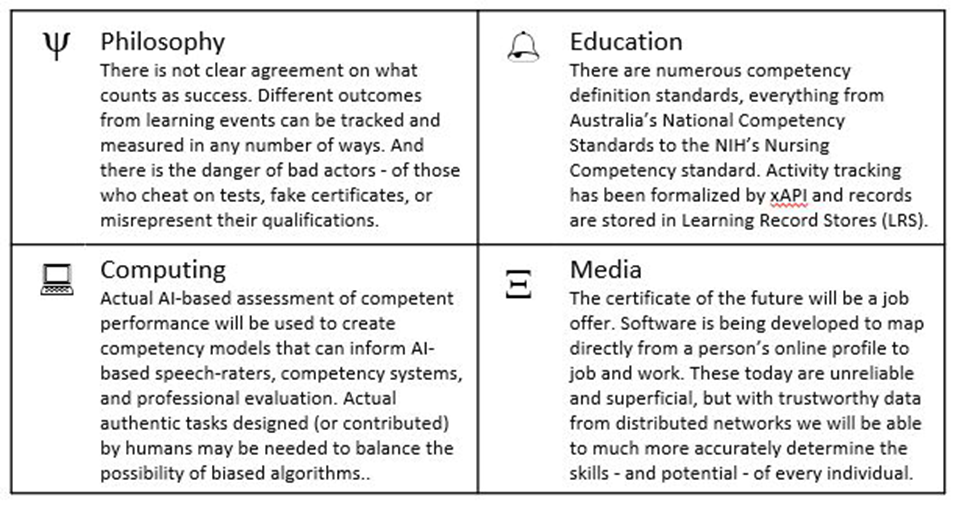 Ψ Philosophy
There is not clear agreement on what
counts as success. Different outcomes
from learning events can be tracked and
measured in any number of ways. And
there is the danger of bad actors - of those
who cheat on tests, fake certificates, or
misrepresent their qualifications.
Education
There are numerous competency
definition standards, everything from
Australia’s National Competency
Standards to the NIH’s Nursing
Competency standard. Activity tracking
has been formalized by xAPI and records
are stored in Learning Record Stores (LRS).
Computing
Actual AI-based assessment of competent
performance will be used to create
competency models that can inform AI-
based speech-raters, competency systems,
and professional evaluation. Actual
authentic tasks designed (or contributed)
by humans may be needed to balance the
possibility of biased algorithms..
Ξ Media
The certificate of the future will be a job
offer. Software is being developed to map
directly from a person’s online profile to
job and work. These today are unreliable
and superficial, but with trustworthy data
from distributed networks we will be able
to much more accurately determine the
skills - and potential - of every individual.